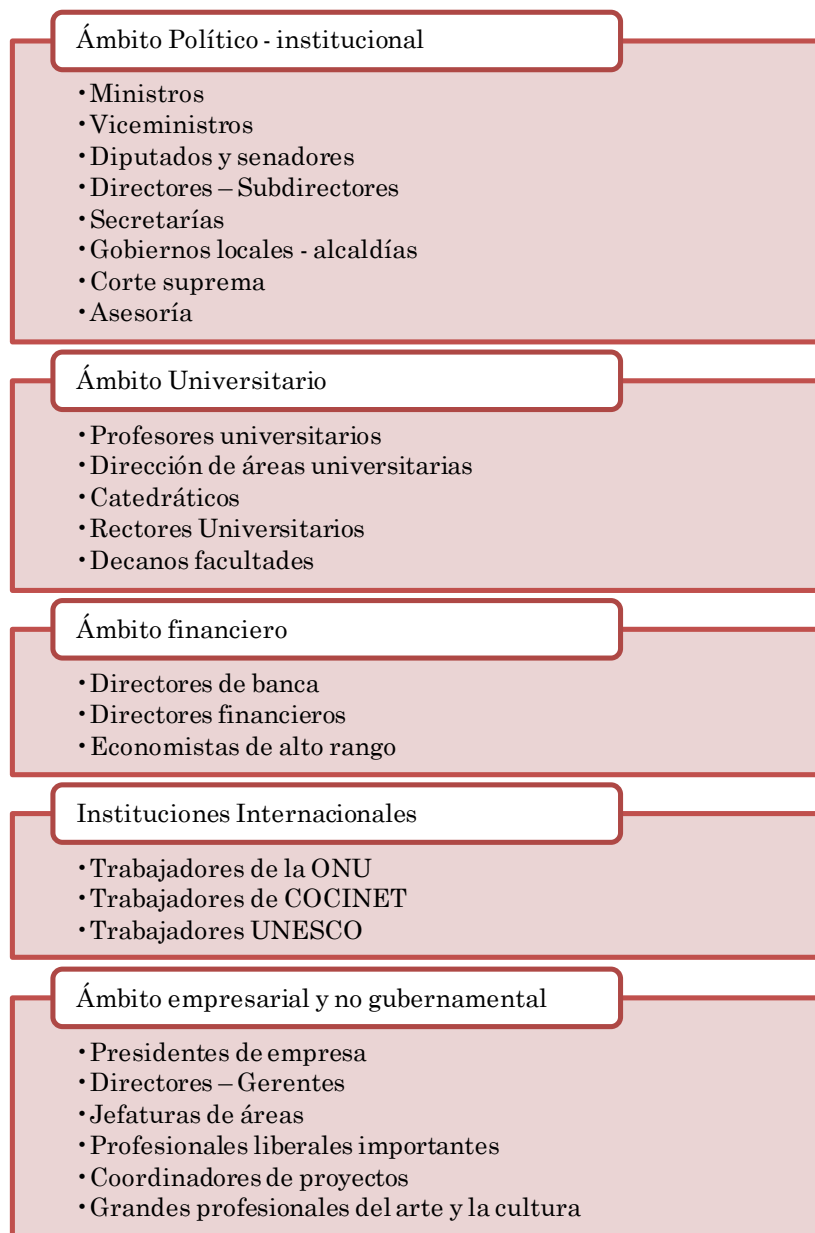 Ámbito Político - institucional
• Ministros
• Viceministros
• Diputados y senadores
• Directores – Subdirectores
• Secretarías
• Gobiernos locales - alcaldías
• Corte suprema
• Asesoría
Ámbito Universitario
• Profesores universitarios
• Dirección de áreas universitarias
• Catedráticos
• Rectores Universitarios
• Decanos facultades
Ámbito financiero
• Directores de banca
• Directores financieros
• Economistas de alto rango
Instituciones Internacionales
• Trabajadores de la ONU
• Trabajadores de COCINET
• Trabajadores UNESCO
Ámbito empresarial y no gubernamental
• Presidentes de empresa
• Directores – Gerentes
• Jefaturas de áreas
• Profesionales liberales importantes
• Coordinadores de proyectos
• Grandes profesionales del arte y la cultura